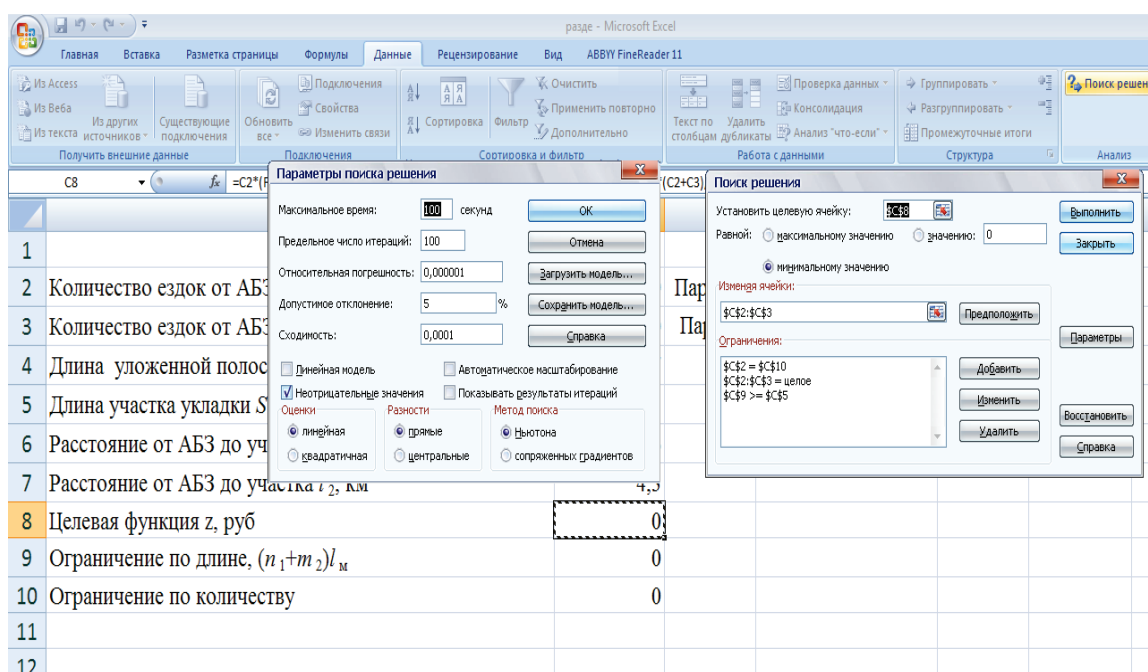 разде - Microsoft Excel
Главная Вставка Разметка страницы Формулы Данные Рецензирование Вид ABBYY FineReader 11
Из Access
Из Веба
Из текста
Из других источников
Существующие подключения
Получить внешние данные
Обновить все
Подключения
Свойства
Изменить связи
Подключения
Сортировка
Фильтр
Очистить
Применить повторно
Дополнительно
Сортировка и фильтр
Текст по столбцам
Удалить дубликаты
Проверка данных
Консолидация
Анализ "что-если"
Работа с данными
Группировать
Разгруппировать
Промежуточные итоги
Структура
Поиск решен
Анализ
C8 fx =C2*( (C2+C3)
Параметры поиска решения
Максимальное время: 100 секунд
OK
Предельное число итераций: 100
Отмена
Относительная погрешность: 0,000001
Загрузить модель...
Допустимое отклонение: 5 %
Сохранить модель...
Сходимость: 0,0001
Справка
Линейная модель
Автоматическое масштабирование
Неотрицательные значения
Показывать результаты итераций
Оценки
линейная
квадратичная
Разности
прямые
центральные
Метод поиска
Ньютона
сопряженных градиентов
Поиск решения
Установить целевую ячейку: $C$8
Выполнить
Равной: максимальному значению значению: 0
Закрыть
минимальному значению
Изменяя ячейки:
$C$2:$C$3
Предположить
Параметры
Ограничения:
$C$2 = $C$10
$C$2:$C$3 = целое
$C$9 >= $C$5
Добавить
Изменить
Удалить
Восстановить
Справка
1
2 Количество ездок от АБЗ Пар
3 Количество ездок от АБЗ Пар
4 Длина уложенной полос
5 Длина участка укладки S
6 Расстояние от АБЗ до уч
7 Расстояние от АБЗ до участка l 2, км 4,5
8 Целевая функция z, руб 0
9 Ограничение по длине, (n 1+m 2)l м 0
10 Ограничение по количеству 0
11
12